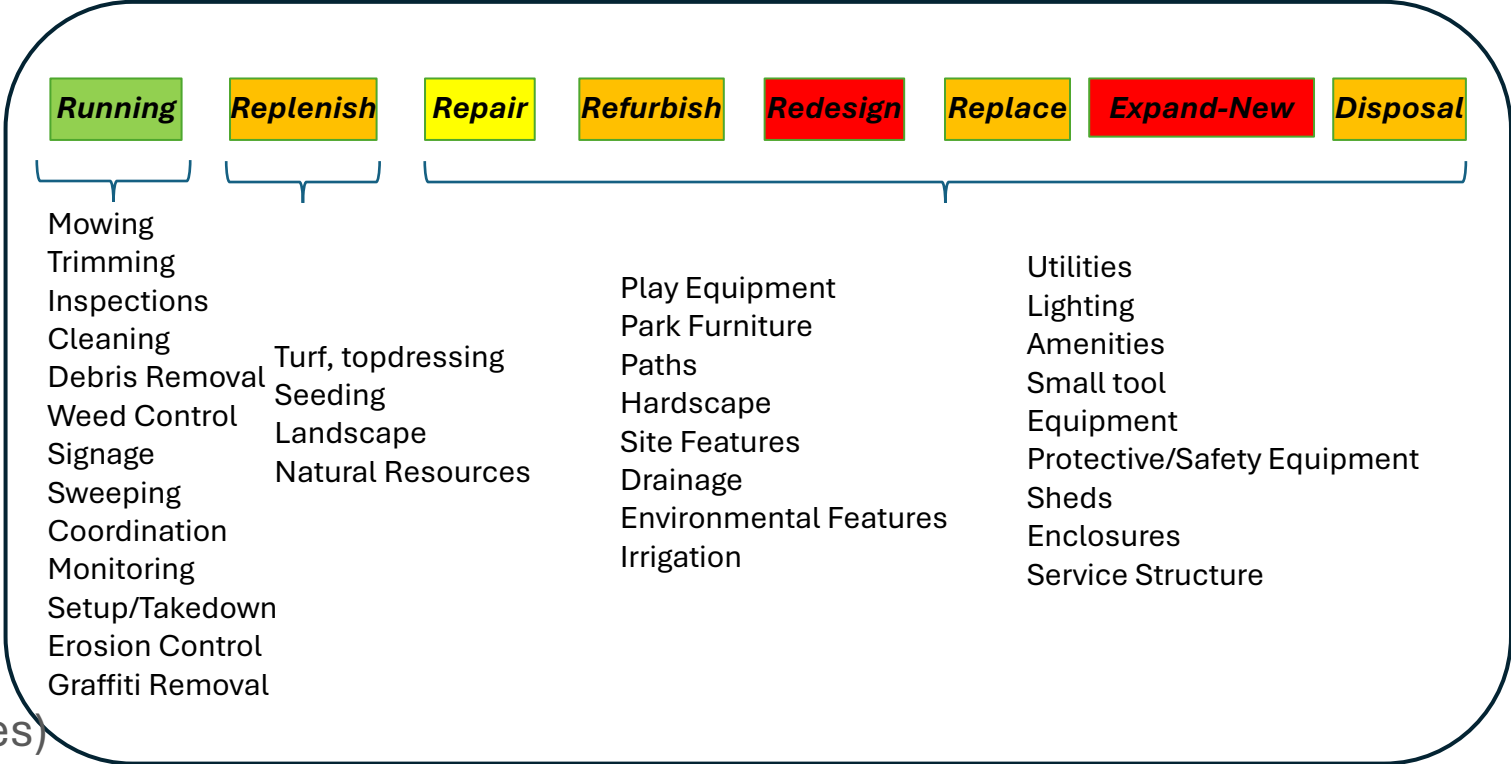 Running
Replenish
Repair
Refurbish
Redesign
Replace
Expand-New
Disposal
Mowing
Trimming
Inspections
Cleaning
Debris Removal
Weed Control
Signage
Sweeping
Coordination
Monitoring
Setup/Takedown
Erosion Control
Graffiti Removal
Turf, topdressing
Seeding
Landscape
Natural Resources
Play Equipment
Park Furniture
Paths
Hardscape
Site Features
Drainage
Environmental Features
Irrigation
Utilities
Lighting
Amenities
Small tool
Equipment
Protective/Safety Equipment
Sheds
Enclosures
Service Structure
es)